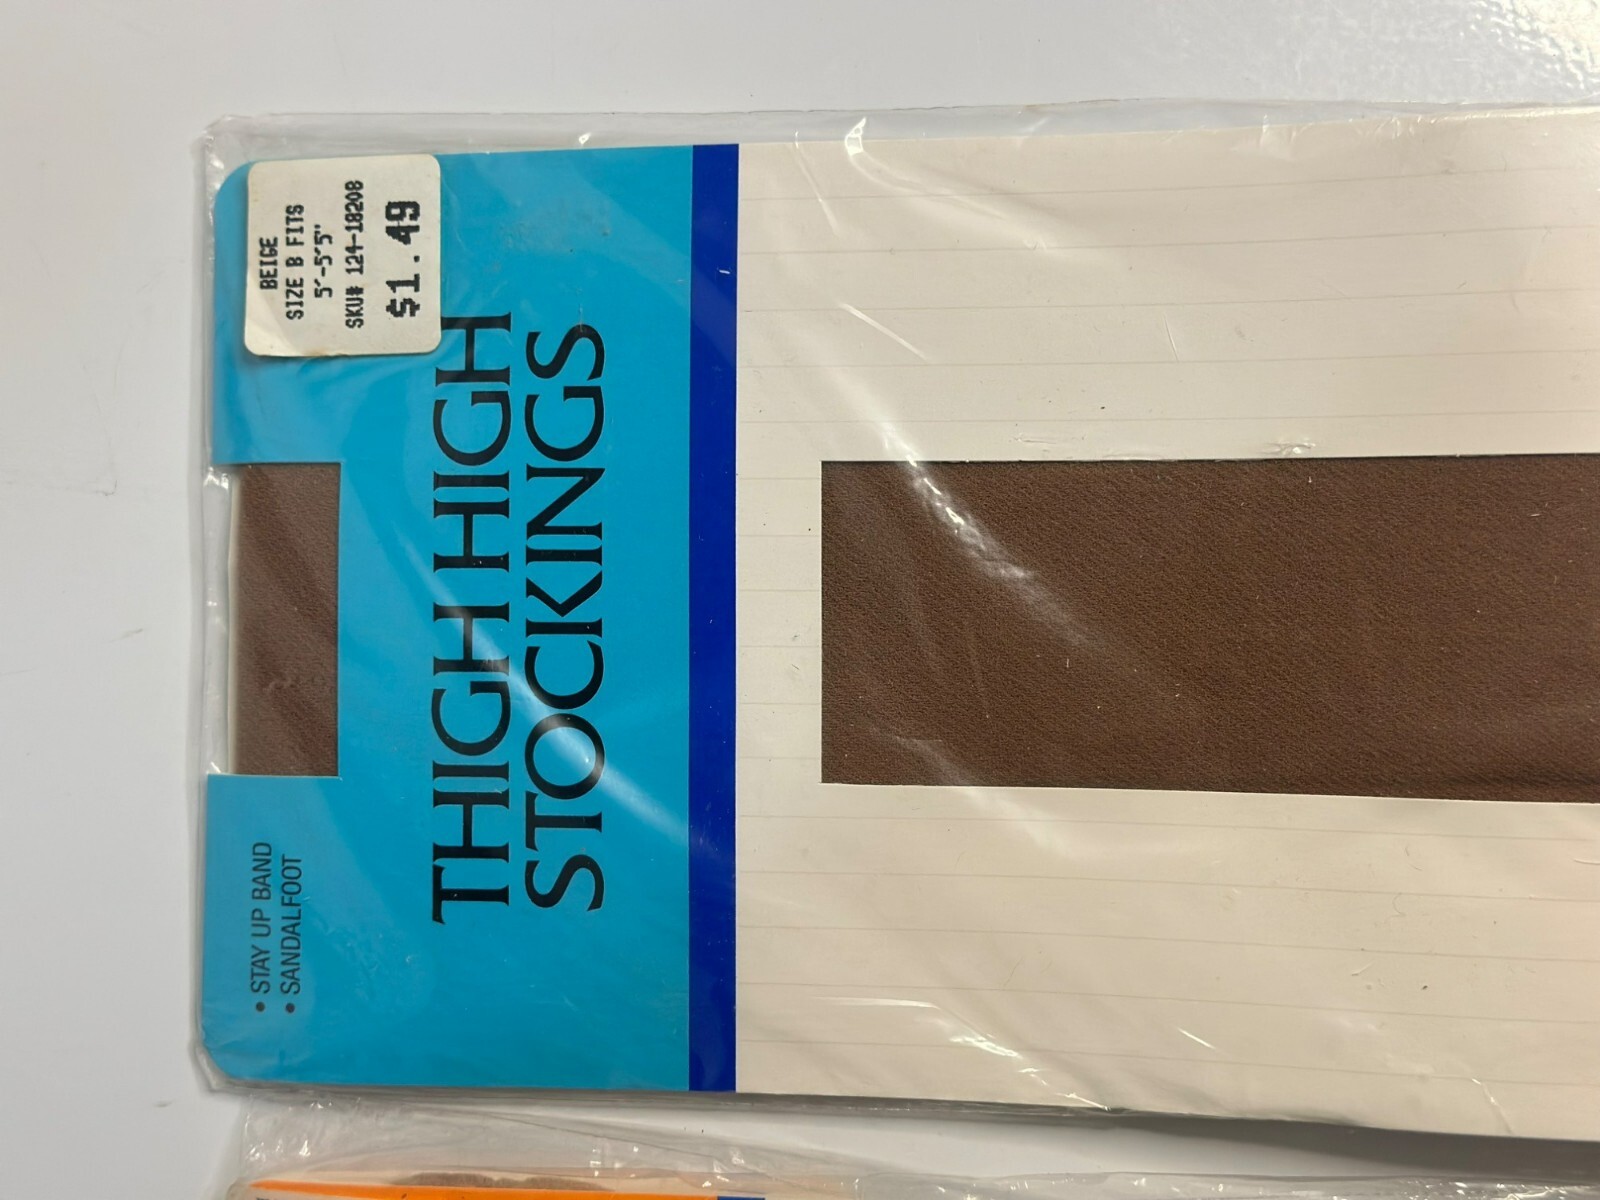 BEIGE
SIZE B FITS
5'-5'5"
SKU# 124-18208
$1.49
• STAY UP BAND
• SANDALFOOT
THIGH HIGH
STOCKINGS